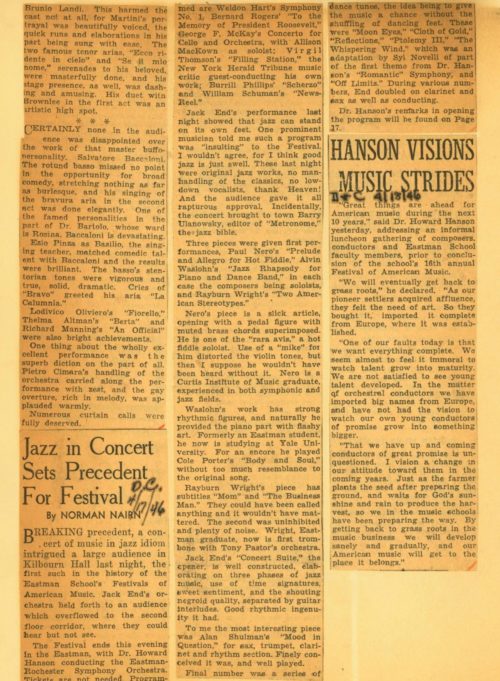 Bruno Landi. This harmed the
cast not at all, for Martini's por-
trayal was beautifully voiced, the
quick runs and elaborations in his
part being sung with ease. The
two famous tenor arias, "Ecco ri-
dente in cielo" and "Se il mio
nome," serenades to his beloved,
were masterfully done, and his
stage presence, as well, was dash-
ing and amusing. His duet with
Brownlee in the first act was an
artistic high spot.
* * *
CERTAINLY none in the audi-
ence was disappointed over
the work of that master buffo-
personality, Salvatore Baccaloni.
The rotund basso missed no point
in the opportunity for broad
comedy, stretching nothing as far
as burlesque, and his singing of
the bravura aria in the second
act was done elegantly. One of
his famed personalities in the
part of Dr. Bartolo, whose ward
is Rosina, Baccaloni is devastating.
Ezio Pinza as Basilio, the sing-
ing teacher, matched comedic tal-
ent with Baccaloni and the results
were brilliant. The basso's sten-
torian tones were vigorous and
true, solid, dramatic. Cries of
"Bravo" greeted his aria "La
Calumnia."
Lodivico Oliviero's "Fiorello,"
Thelma Altman's "Berta" and
Richard Manning's "An Official"
were also bright achievements.
One thing about the wholly ex-
cellent performance was the
superb diction on the part of all.
Pietro Cimara's handling of the
orchestra carried along the per-
formance with zest, and the gay
overture, rich in melody, was ap-
plauded warmly.
Numerous curtain calls were
fully deserved.
Jazz in Concert
Sets Precedent
For Festival
D.C.
4/17/46
By NORMAN NAIRN
BREAKING precedent, a con-
cert of music in jazz idiom
intrigued a large audience in
Kilbourn Hall last night, the
first such in the history of the
Eastman School's Festivals of
American Music. Jack End's or-
chestra held forth to an audience
which overflowed to the second
floor corridor, where they could
hear but not see.
The Festival ends this evening
in the Eastman, with Dr. Howard
Hanson conducting the Eastman-
Rochester Symphony Orchestra.
Tickets are not needed. Program-
med are Weldon Hart's Symphony
No. 1, Bernard Rogers' "To the
Memory of President Roosevelt,"
George F. McKay's Concerto for
Cello and Orchestra, with Allison
MacKown as soloist; Virgil
Thomson's "Filling Station," the
New York Herald Tribune music
critic guest-conducting his own
work; Burrill Phillips' "Scherzo"
and William Schuman's "News-
Reel."
Jack End's performance last
night showed that jazz can stand
on its own feet. One prominent
musician told me such a program
was "insulting" to the Festival.
I wouldn't agree, for I think good
jazz is just swell. These last night
were original jazz works, no man-
handling of the classics, no low-
down vocalists, thank Heaven!
And the audience gave it all
rapturous approval. Incidentally,
the concert brought to town Barry
Ulanowsky, editor of "Metronome,"
the jazz bible.
Three pieces were given first per-
formances, Paul Nero's "Prelude
and Allegro for Hot Fiddle," Alvin
Waslohn's "Jazz Rhapsody for
Piano and Dance Band," in each
case the composers being soloists,
and Rayburn Wright's "Two Amer-
ican Stereotypes."
Nero's piece is a slick article,
opening with a pedal figure with
muted brass chords superimposed.
He is one of the "rara avis," a hot
fiddle soloist. Use of a "mike" for
him distorted the violin tones, but
then I suppose he wouldn't have
been heard without it. Nero is a
Curtis Institute of Music graduate,
experienced in both symphonic and
jazz fields.
Waslohn's work has strong
rhythmic figures, and naturally he
provided the piano part with flashy
art. Formerly an Eastman student,
he now is studying at Yale Uni-
versity. For an encore he played
Cole Porter's "Body and Soul,"
without too much resemblance to
the original song.
Rayburn Wright's piece has
subtitles "Mom" and "The Business
Man." They could have been called
anything and it wouldn't have mat-
tered. The second was uninhibited
and plenty of noise. Wright, East-
man graduate, now is first trom-
bone with Tony Pastor's orchestra.
Jack End's "Concert Suite," the
opener, is well constructed, elab-
orating on three phases of jazz
music, use of time signatures,
sweet sentiment, and the shouting
negroid quality, separated by guitar
interludes. Good rhythmic ingenu-
ity it had.
To me the most interesting piece
was Alan Shulman's "Mood in
Question," for sax, trumpet, clari-
net and rhythm section. Finely con-
ceived it was, and well played.
Final number was a series of
dance tunes, the idea being to give
the music a chance without the
shuffling of dancing feet. These
were "Moon Eyes," "Cloth of Gold,"
"Reflections," "Ptolemy III," "The
Whispering Wind," which was an
adaptation by Syl Novelli of part
of the first theme from Dr. Han-
son's "Romantic" Symphony, and
"Off Limits." During various num-
bers, End doubled on clarinet and
sax as well as conducting.
Dr. Hanson's remarks in opening
the program will be found on Page
17.
HANSON VISIONS
MUSIC STRIDES
D+C 4/18/46
"Great things are ahead for
American music during the next
10 years," said Dr. Howard Hanson
yesterday, addressing an informal
luncheon gathering of composers,
conductors and Eastman School
faculty members, prior to conclu-
sion of the school's 16th annual
Festival of American Music.
"We will eventually get back to
grass roots," he declared, "As our
pioneer settlers acquired affluence,
they felt the need of art. So they
bought it, imported it complete
from Europe, where it was estab-
lished.
"One of our faults today is that
we want everything complete. We
seem almost to feel it immoral to
watch talent grow into maturity.
We are not satisfied to see young
talent developed. In the matter
of orchestral conductors we have
imported big names from Europe,
and have not had the vision to
watch our own young conductors
of promise grow into something
bigger.
"That we have up and coming
conductors of great promise is un-
questioned. I vision a change in
our attitude toward them in the
coming years. Just as the farmer
plants the seed after preparing the
ground, and waits for God's sun-
shine and rain to produce the har-
vest, so we in the music schools
have been preparing the way. By
getting back to grass roots in the
music business we will develop
sanely and gradually, and our
American music will get to the
place it belongs."